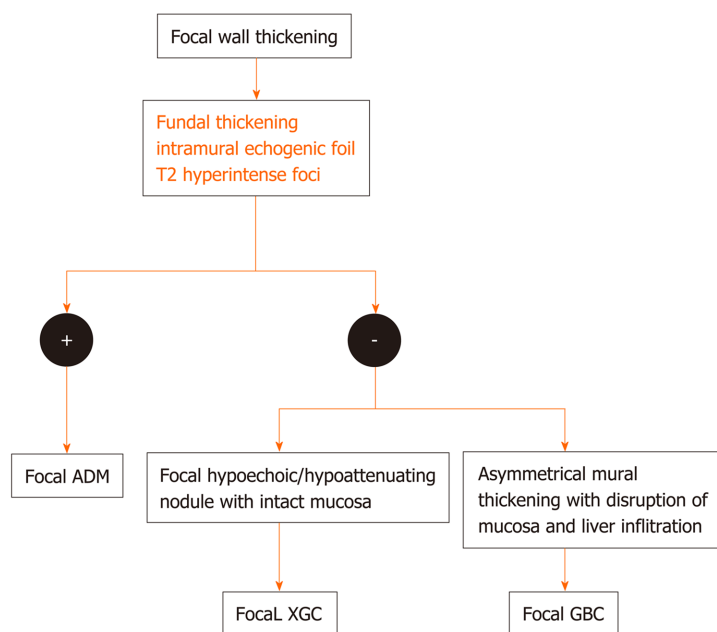 Focal wall thickening
Fundal thickening
intramural echogenic foil
T2 hyperintense foci
+
-
Focal ADM
Focal hypoechoic/hypoattenuating
nodule with intact mucosa
Asymmetrical mural
thickening with disruption of
mucosa and liver inflitration
FocaL XGC
Focal GBC